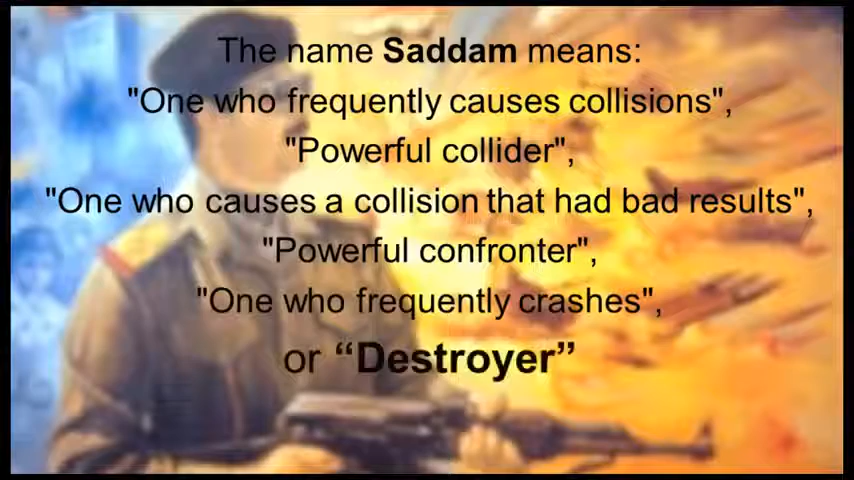 The name Saddam means:
"One who frequently causes collisions",
"Powerful collider",
"One who causes a collision that had bad results",
"Powerful confronter",
"One who frequently crashes",
or “Destroyer”